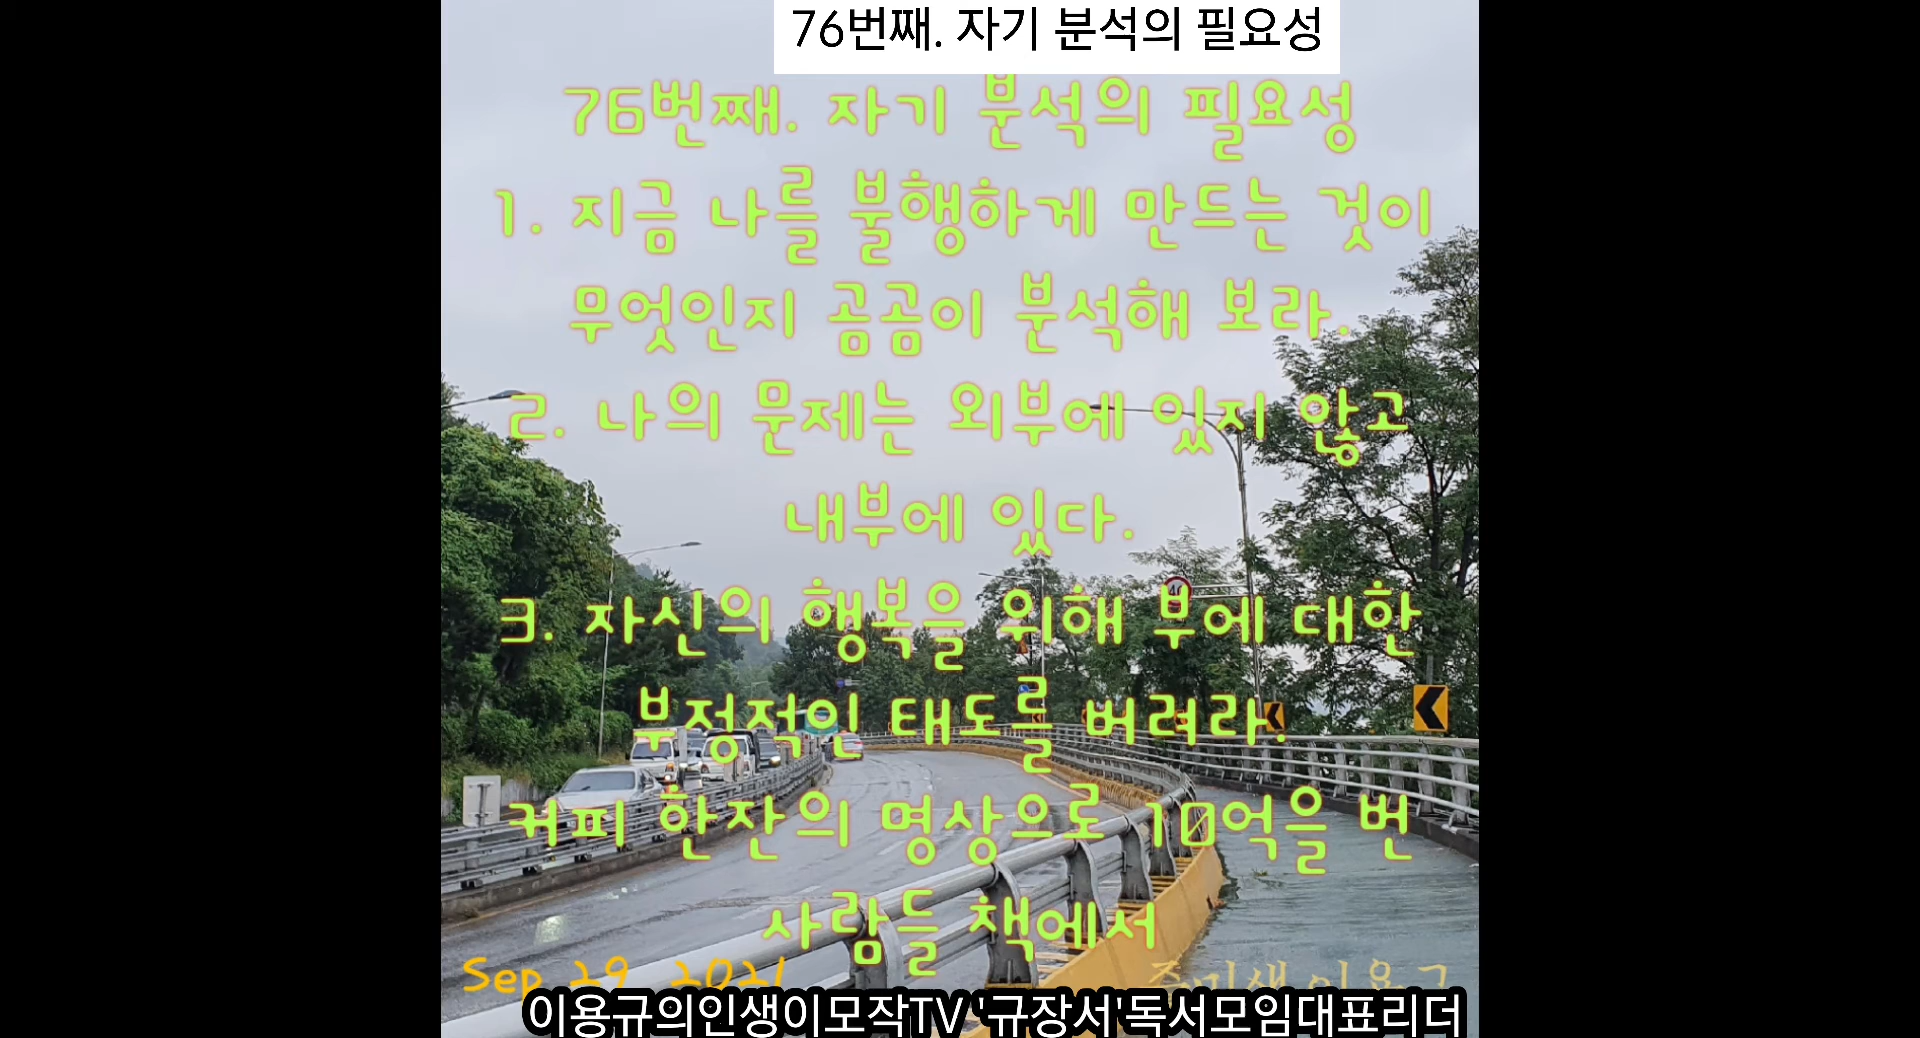 76번째. 자기 분석의 필요성
76번째. 자기 분석의 필요성
1. 지금 나를 불행하게 만드는 것이
무엇인지 곰곰이 분석해 보라.
2. 나의 문제는 외부에 있지 않고
내부에 있다.
3. 자신의 행복을 위해 부에 대한
부정적인 태도를 버려라.
커피 한잔의 명상으로 10억을 번
사람들 책에서
Sep 29 2021
이용규
이용규의인생이모작TV '규장서'독서모임대표리더